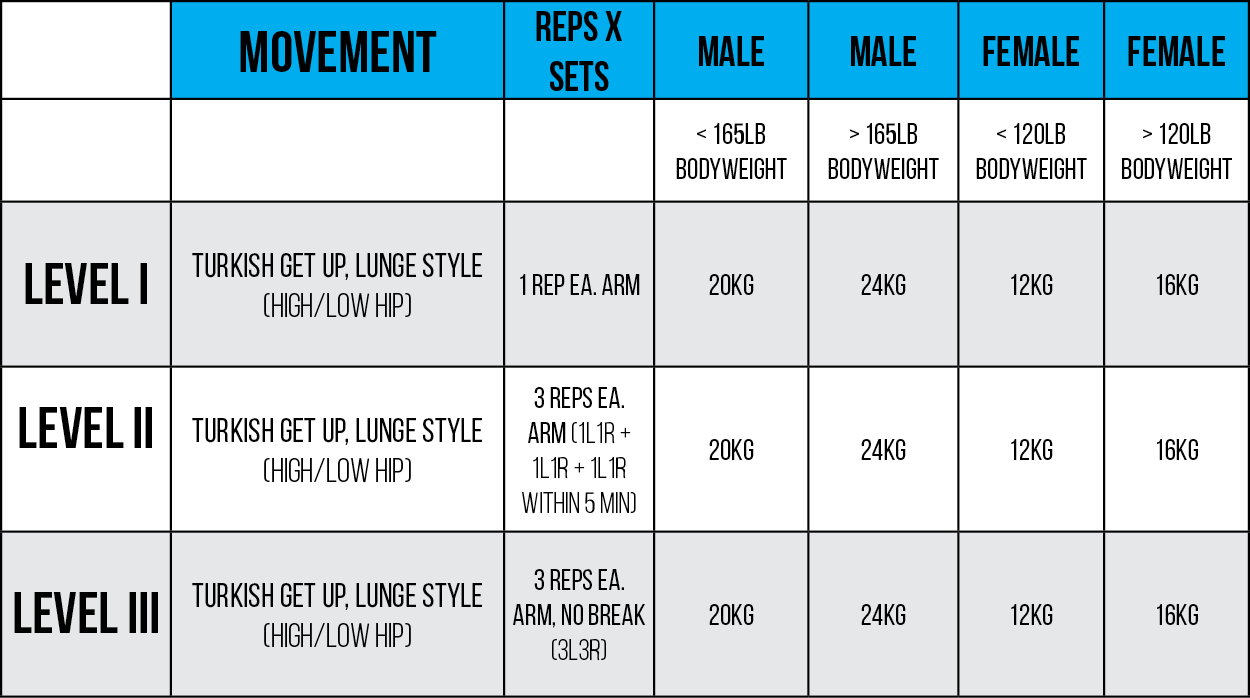 MOVEMENT
REPS X
SETS
MALE
MALE
FEMALE
FEMALE
< 165LB
BODYWEIGHT
> 165LB
BODYWEIGHT
< 120LB
BODYWEIGHT
> 120LB
BODYWEIGHT
LEVEL I
TURKISH GET UP, LUNGE STYLE
(HIGH/LOW HIP)
1 REP EA. ARM
20KG
24KG
12KG
16KG
LEVEL II
TURKISH GET UP, LUNGE STYLE
(HIGH/LOW HIP)
3 REPS EA.
ARM (1L1R +
1L1R + 1L1R
WITHIN 5 MIN)
20KG
24KG
12KG
16KG
LEVEL III
TURKISH GET UP, LUNGE STYLE
(HIGH/LOW HIP)
3 REPS EA.
ARM, NO BREAK
(3L3R)
20KG
24KG
12KG
16KG